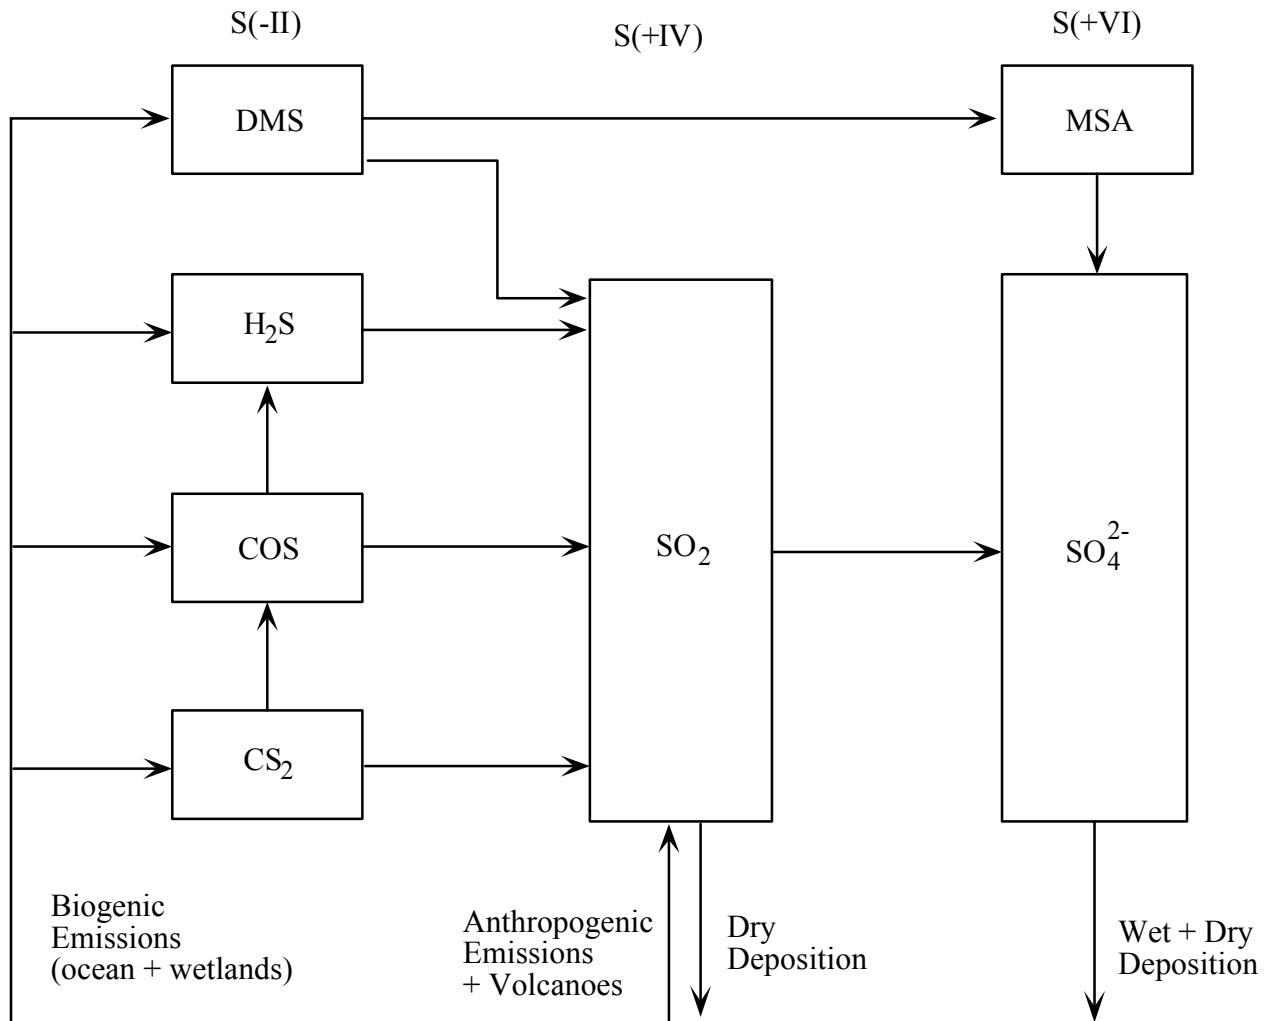 S(-II)
S(+IV)
S(+VI)
DMS
MSA
H₂S
COS
SO₂
SO₄²⁻
CS₂
Biogenic
Emissions
(ocean + wetlands)
Anthropogenic
Emissions
+ Volcanoes
Dry
Deposition
Wet + Dry
Deposition